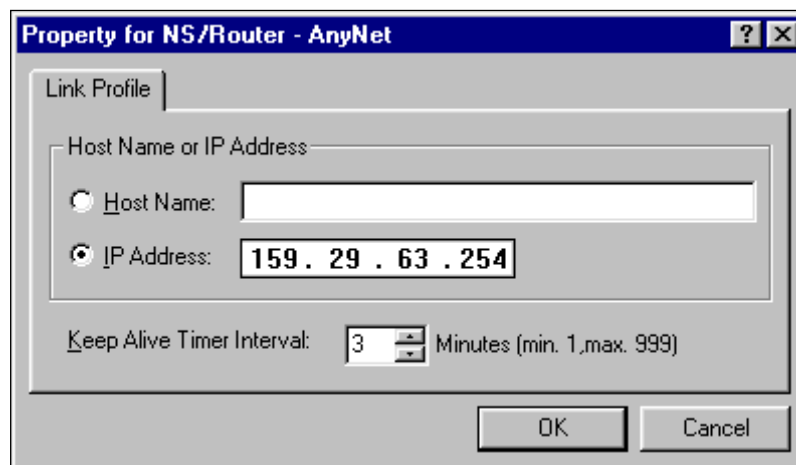 Property for NS/Router - AnyNet
Link Profile
Host Name or IP Address
Host Name:
IP Address: 159 . 29 . 63 . 254
Keep Alive Timer Interval: 3 Minutes (min. 1,max. 999)
OK Cancel